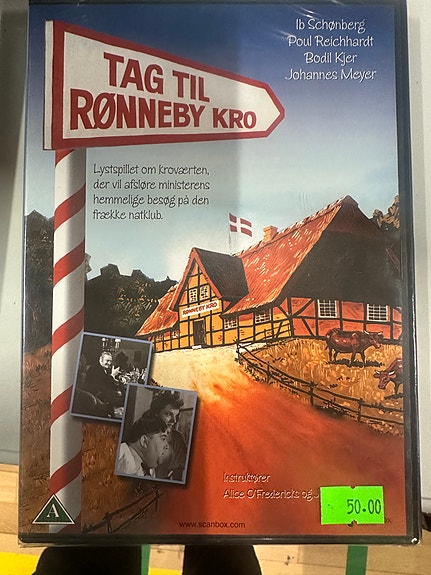 Ib Schønberg
Poul Reichhardt
Bodil Kjer
Johannes Meyer
TAG TIL
RØNNEBY KRO
Lystspillet om kroværten,
der vil afsløre ministerens
hemmelige besøg på den
frække natklub.
RØNNEBY KRO
Instruktører
Alice O'Fredericks og
50.00
A
www.scanbox.com